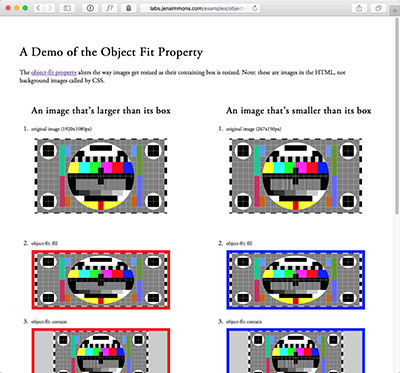 labs.jensimmons.com/examples/object-
A Demo of the Object Fit Property
The object-fit property alters the way images get resized as their containing box is resized. Note: these are images in the HTML, not
background images called by CSS.
An image that's larger than its box
An image that's smaller than its box
1. original image (1920x1080px)
1. original image (267x150px)
2. object-fit: fill
2. object-fit: fill
3. object-fit: contain
3. object-fit: contain